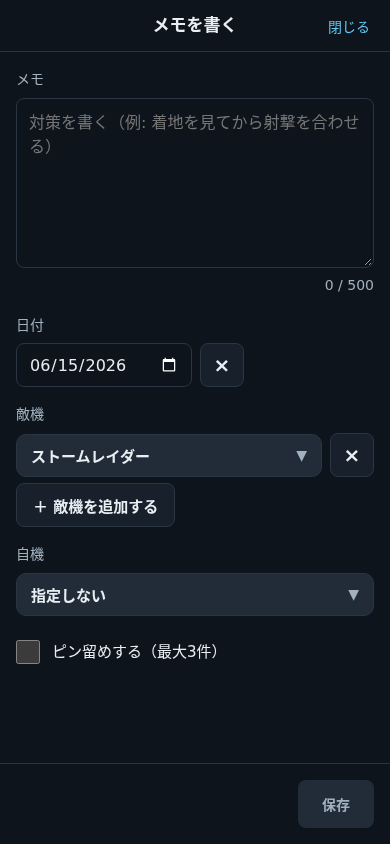 メモを書く
閉じる
メモ
対策を書く（例: 着地を見てから射撃を合わせ
る）
0 / 500
日付
06/15/2026
×
敵機
ストームレイダー ▼
×
＋ 敵機を追加する
自機
指定しない ▼
ピン留めする（最大3件）
保存